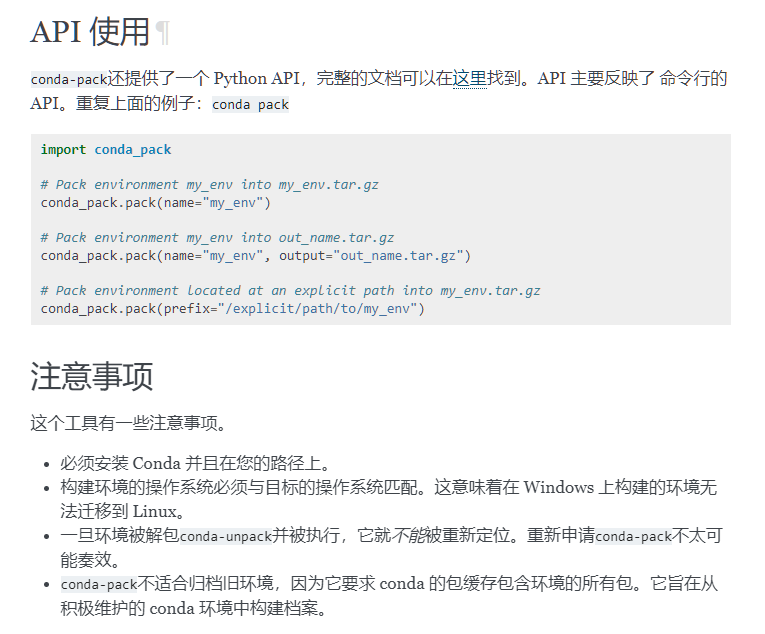 API 使用¶
conda-pack还提供了一个 Python API，完整的文档可以在这里找到。API 主要反映了 命令行的
API。重复上面的例子：conda pack
import conda_pack
# Pack environment my_env into my_env.tar.gz
conda_pack.pack(name="my_env")
# Pack environment my_env into out_name.tar.gz
conda_pack.pack(name="my_env", output="out_name.tar.gz")
# Pack environment located at an explicit path into my_env.tar.gz
conda_pack.pack(prefix="/explicit/path/to/my_env")
注意事项
这个工具有一些注意事项。
• 必须安装 Conda 并且在您的路径上。
• 构建环境的操作系统必须与目标的操作系统匹配。这意味着在 Windows 上构建的环境无
法迁移到 Linux。
• 一旦环境被解包conda-unpack并被执行，它就不能被重新定位。重新申请conda-pack不太可
能奏效。
• conda-pack不适合归档旧环境，因为它要求 conda 的包缓存包含环境的所有包。它旨在从
积极维护的 conda 环境中构建档案。